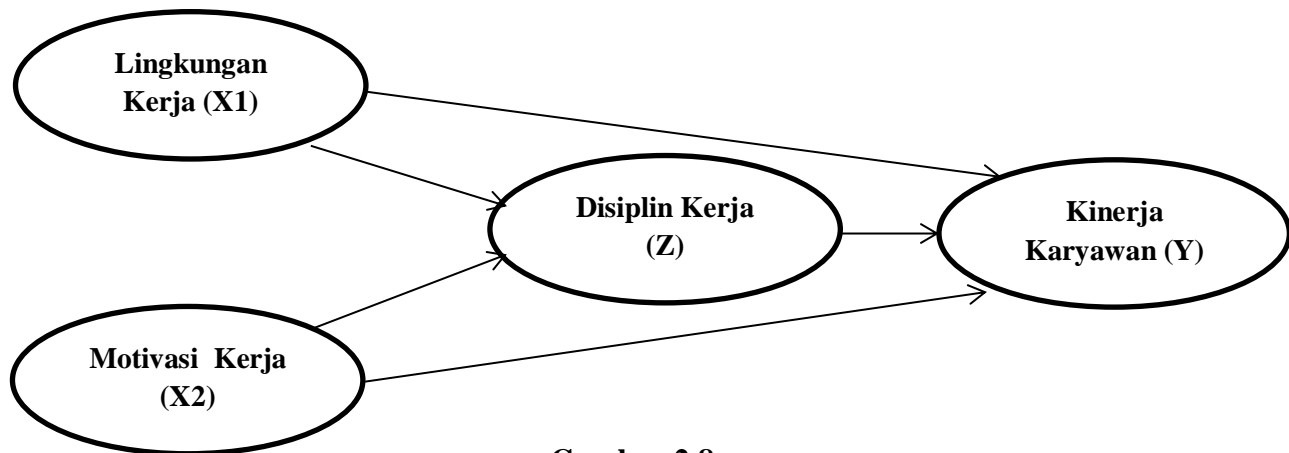 Lingkungan
Kerja (X1)
Disiplin Kerja
(Z)
Kinerja
Karyawan (Y)
Motivasi  Kerja
(X2)